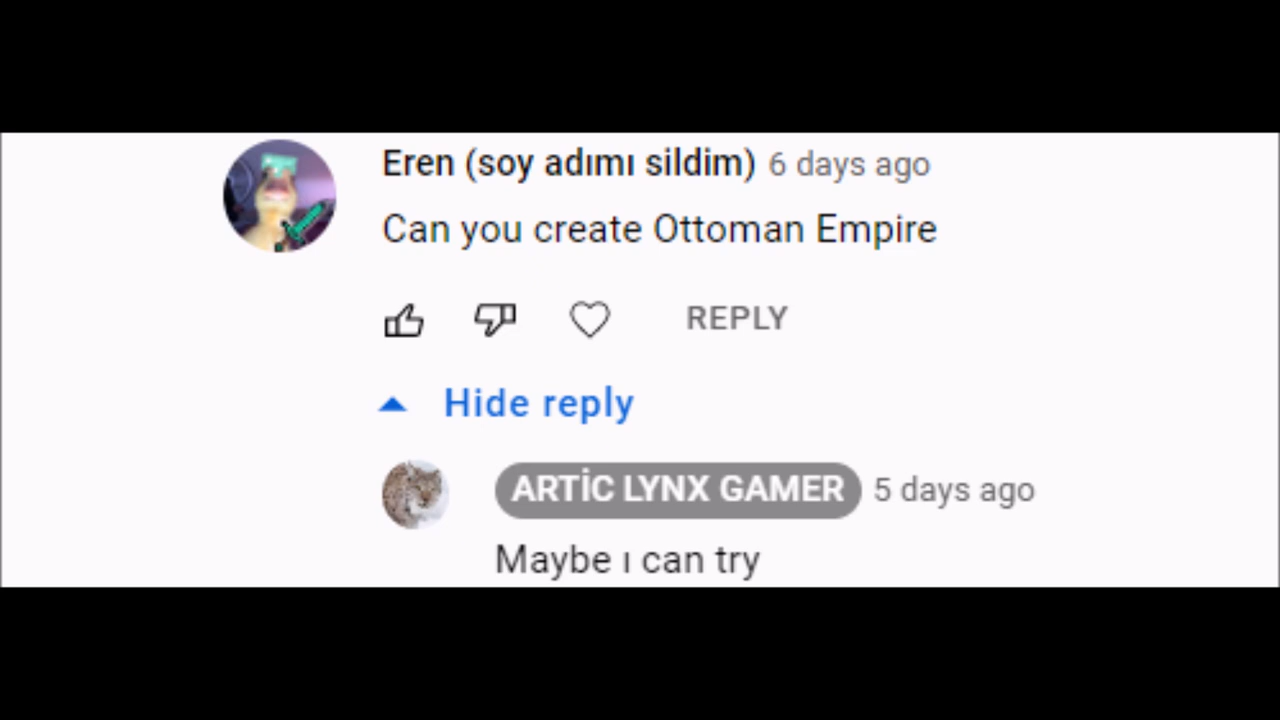 Eren (soy adımı sildim) 6 days ago
Can you create Ottoman Empire
REPLY
Hide reply
ARTİC LYNX GAMER 5 days ago
Maybe ı can try